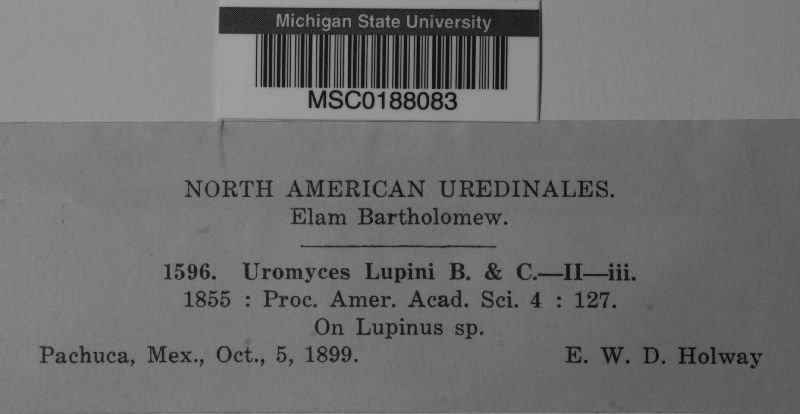 Michigan State University
MSC0188083
NORTH AMERICAN UREDINALES.
Elam Bartholomew.
1596. Uromyces Lupini B. & C.—II—iii.
1855 : Proc. Amer. Acad. Sci. 4 : 127.
On Lupinus sp.
Pachuca, Mex., Oct., 5, 1899. E. W. D. Holway